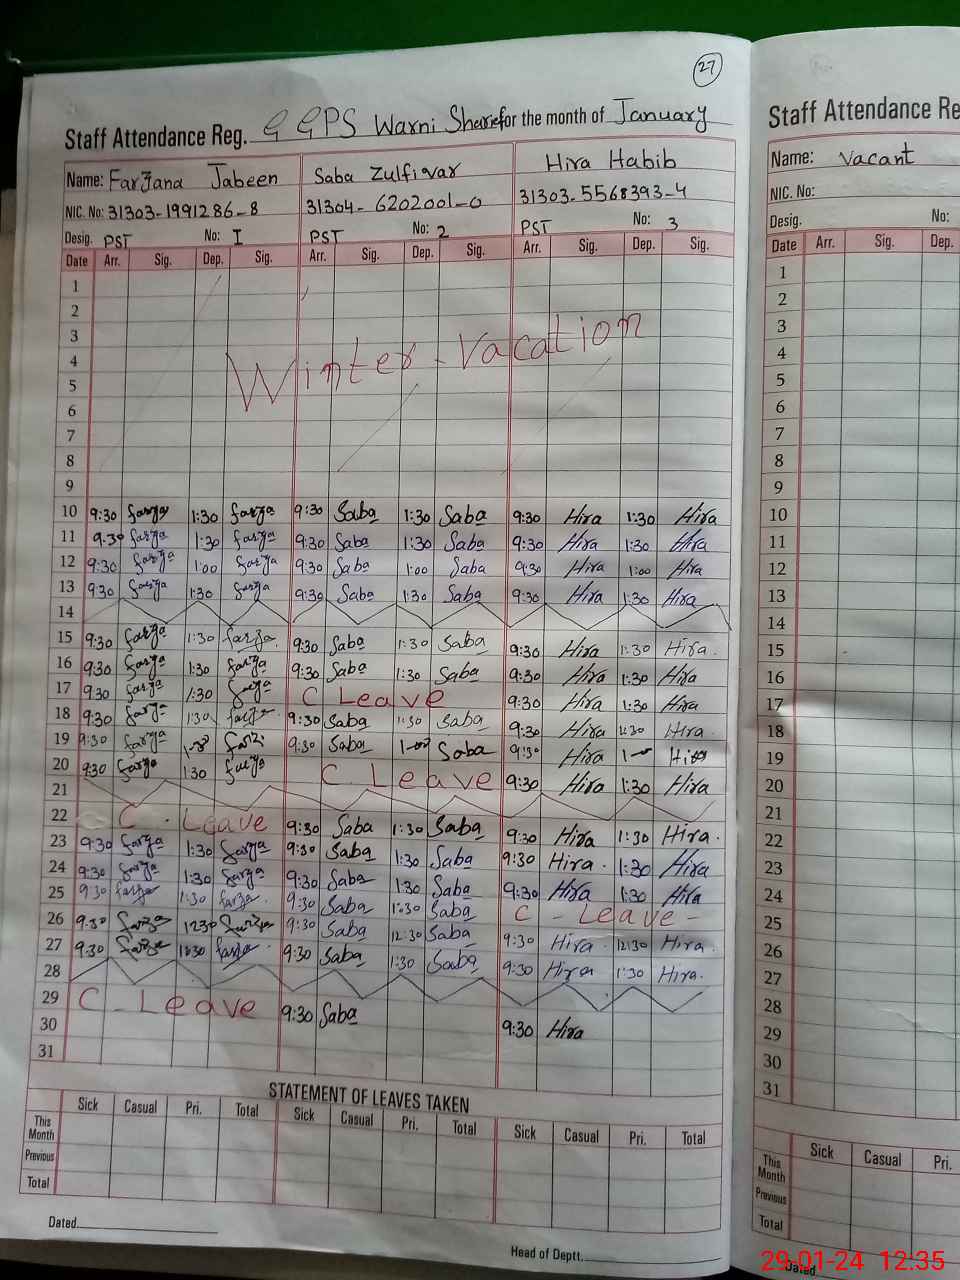 27
Staff Attendance Reg. G GPS Warni Sharief for the month of January
Name: Farzana Jabeen Saba Zulfiqar Hira Habib
NIC. No: 31303-1991286-8 31304-6202001-0 31303-5568393-4
Desig. PST No: I PST No: 2 PST No: 3
Date Arr. Sig. Dep. Sig. Arr. Sig. Dep. Sig. Arr. Sig. Dep. Sig.
1
2
3
4
Winter-Vacation
5
6
7
8
9
10 9:30 Farza 1:30 Farza 9:30 Saba 1:30 Saba 9:30 Hira 1:30 Hira
11 9:30 Farza 1:30 Farza 9:30 Saba 1:30 Saba 9:30 Hira 1:30 Hira
12 9:30 Farza 1:00 Farza 9:30 Saba 1:00 Saba 9:30 Hira 1:00 Hira
13 9:30 Farza 1:30 Farza 9:30 Saba 1:30 Saba 9:30 Hira 1:30 Hira
14
15 9:30 Farza 1:30 Farza 9:30 Saba 1:30 Saba 9:30 Hira 1:30 Hira.
16 9:30 Farza 1:30 Farza 9:30 Saba 1:30 Saba 9:30 Hira 1:30 Hira
17 9:30 Farza 1:30 Farza C Leave 9:30 Hira 1:30 Hira
18 9:30 Farza 1:30 Farza 9:30 Saba 1:30 Saba 9:30 Hira 1:30 Hira.
19 9:30 Farza Farza 9:30 Saba Saba 9:30 Hira Hira
20 9:30 Farza 1:30 Farza C Leave 9:30 Hira 1:30 Hira
21
22 C. Leave 9:30 Saba 1:30 Saba 9:30 Hira 1:30 Hira.
23 9:30 Farza 1:30 Farza 9:30 Saba 1:30 Saba 9:30 Hira. 1:30 Hira
24 9:30 Farza 1:30 Farza 9:30 Saba 1:30 Saba 9:30 Hira 1:30 Hira
25 9:30 Farza 1:30 Farza. 9:30 Saba 1:30 Saba C - Leave -
26 9:30 Farza 12:30 Farza 9:30 Saba 12:30 Saba 9:30 Hira. 12:30 Hira.
27 9:30 Farza 1:30 Farza. 9:30 Saba 1:30 Saba 9:30 Hira 1:30 Hira.
28
29 C - Leave 9:30 Saba 9:30 Hira
30
31
STATEMENT OF LEAVES TAKEN
Sick Casual Pri. Total Sick Casual Pri. Total Sick Casual Pri. Total
This Month
Previous
Total
Dated
Head of Deptt.
Staff Attendance Re
Name: Vacant
NIC. No:
Desig. No:
Date Arr. Sig. Dep.
1
2
3
4
5
6
7
8
9
10
11
12
13
14
15
16
17
18
19
20
21
22
23
24
25
26
27
28
29
30
31
Sick Casual Pri.
This Month
Previous
Total
Dated
29-01-24 12:35